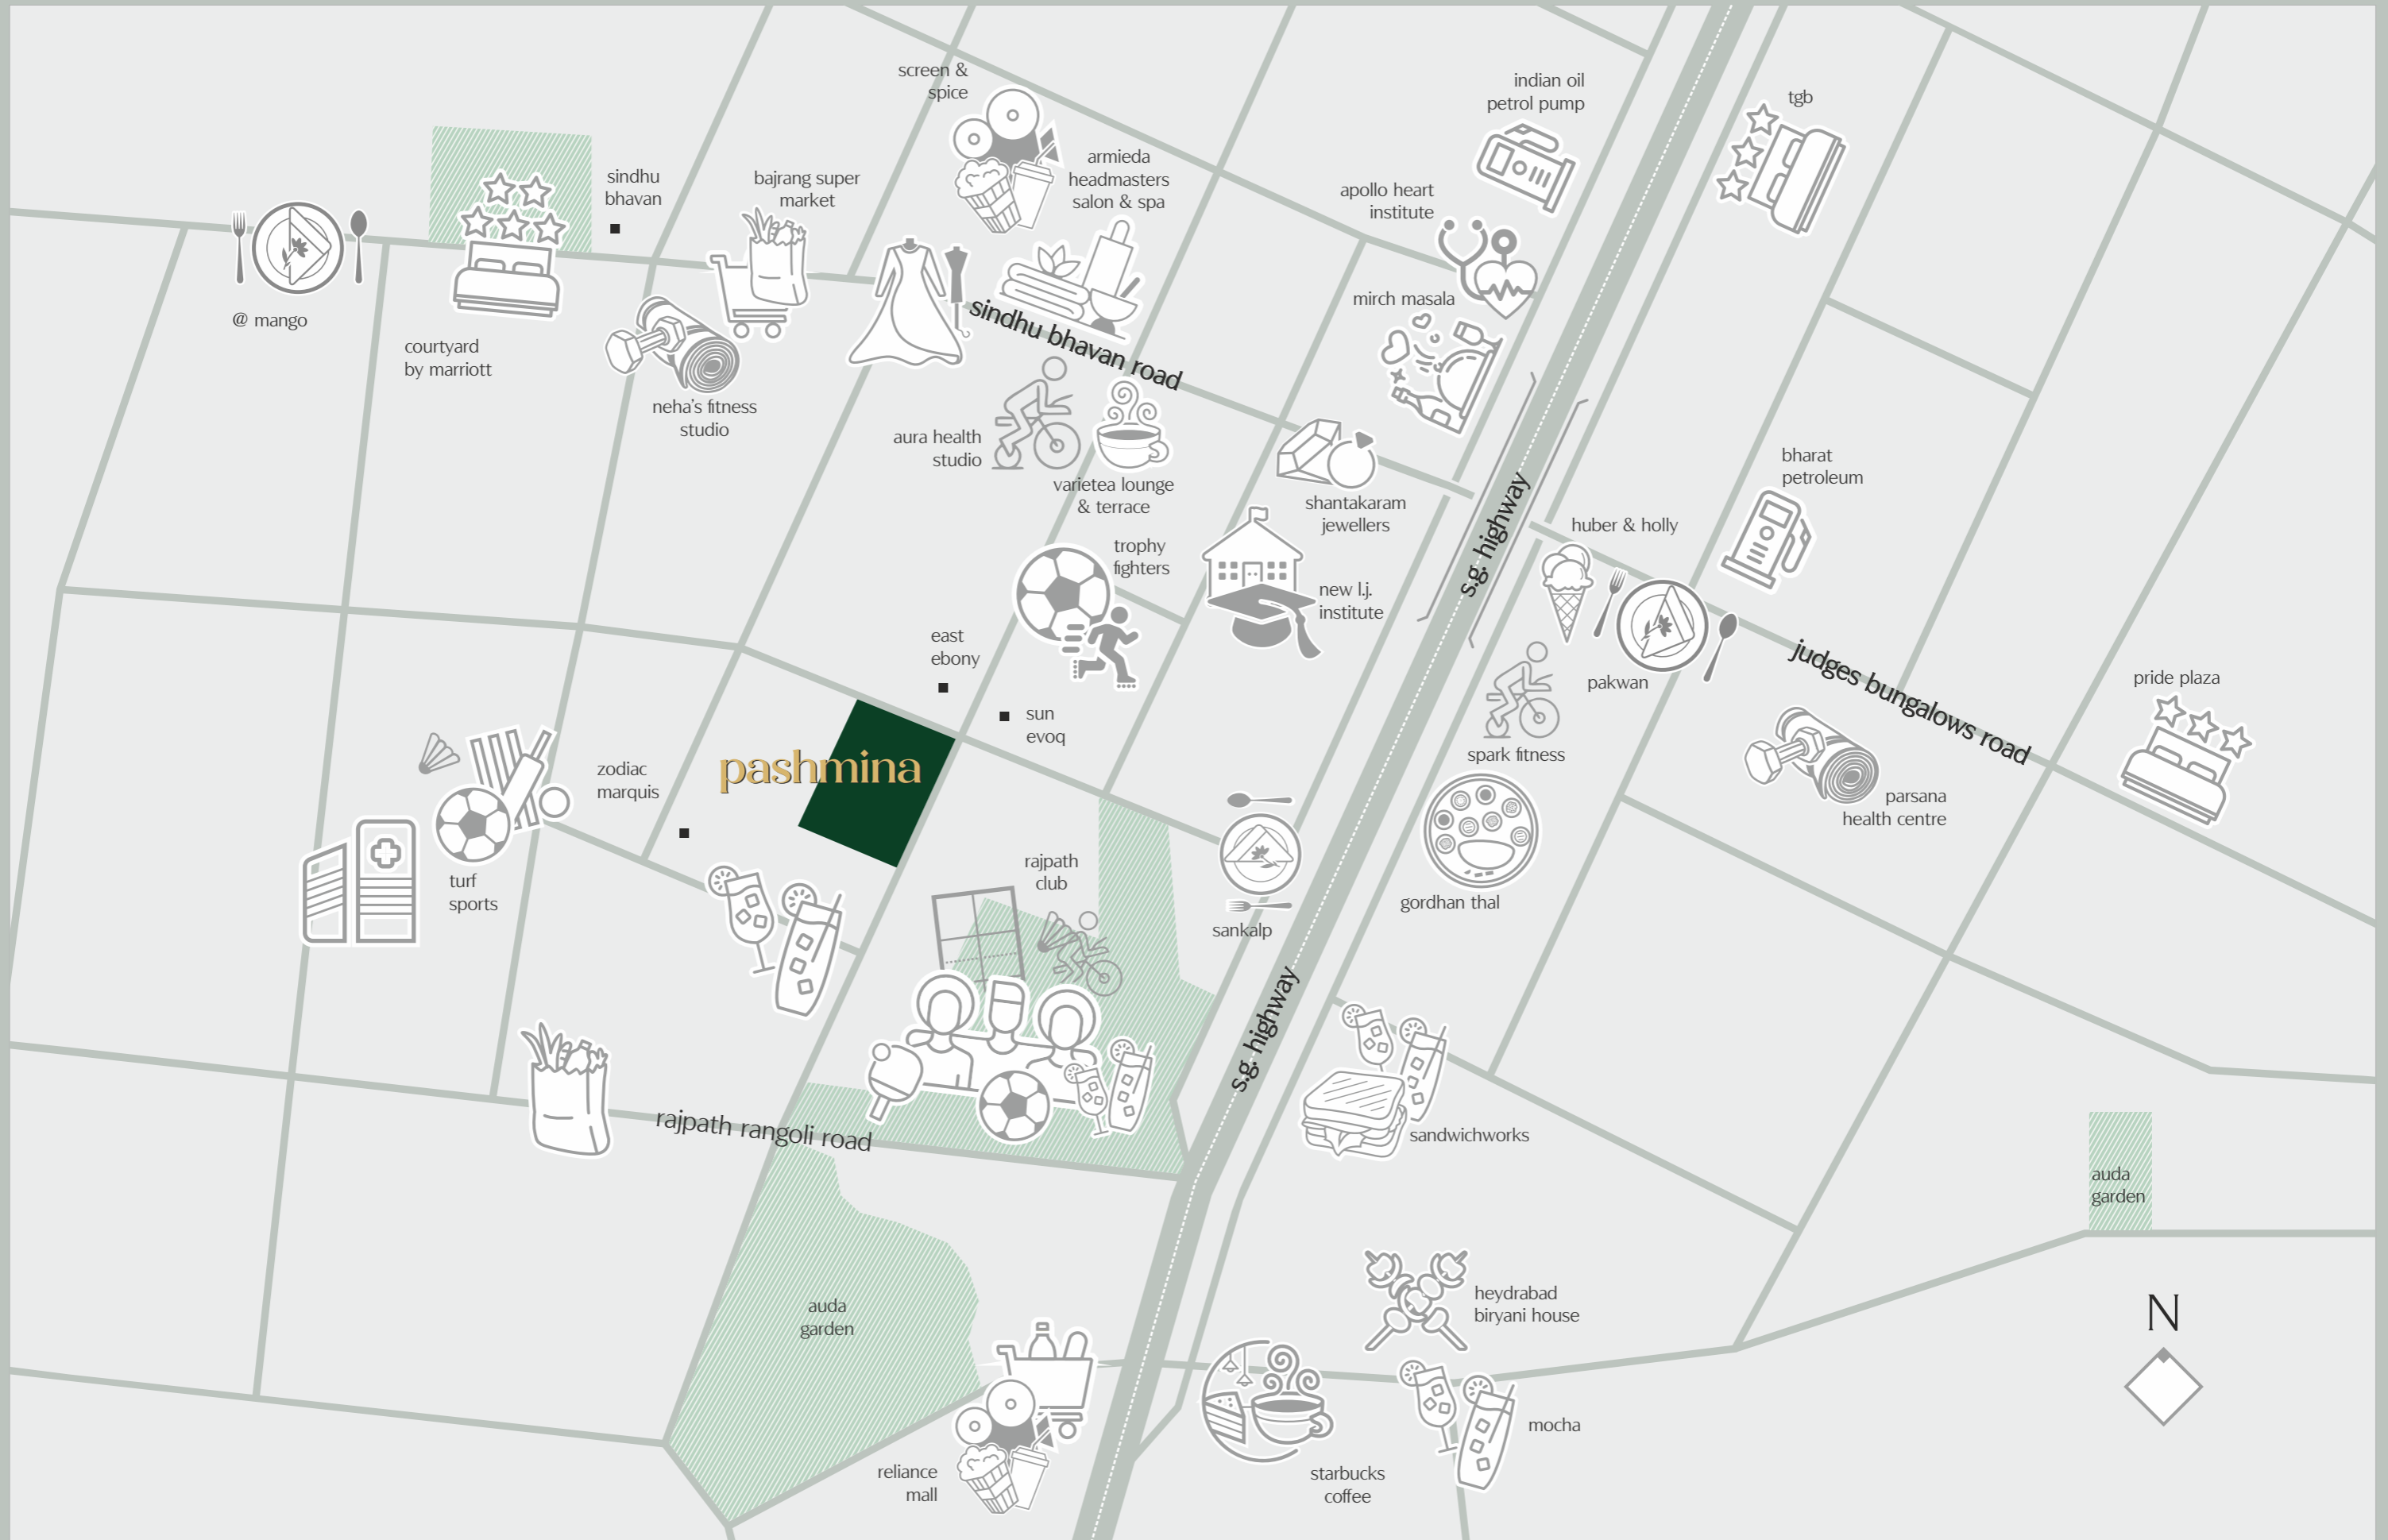 screen &
spice
indian oil
petrol pump
tgb
armieda
headmasters
salon & spa
sindhu
bhavan
bajrang super
market
apollo heart
institute
@ mango
mirch masala
sindhu bhavan road
courtyard
by marriott
neha's fitness
studio
aura health
studio
varietea lounge
& terrace
shantakaram
jewellers
bharat
petroleum
s.g. highway
huber & holly
trophy
fighters
new l.j.
institute
east
ebony
pakwan
judges bungalows road
pride plaza
sun
evoq
spark fitness
zodiac
marquis
pashmina
parsana
health centre
rajpath
club
turf
sports
sankalp
gordhan thal
s.g. highway
rajpath rangoli road
sandwichworks
auda
garden
auda
garden
heydrabad
biryani house
N
mocha
reliance
mall
starbucks
coffee